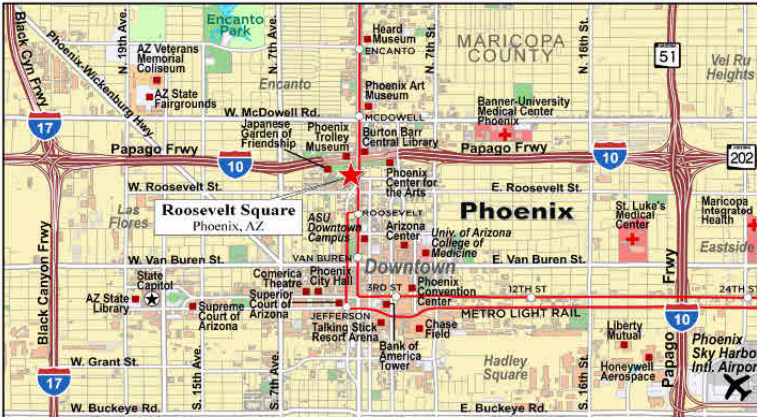 Black Cyn Frwy
Phoenix-Wickenburg Hwy.
N. 19th Ave.
Encanto
Park
N. 7th Ave.
Heard
Museum
N. 7th St.
ENCANTO
MARICOPA
COUNTY
N. 16th St.
51
Vel Ru
Heights
AZ Veterans
Memorial
Coliseum
Encanto
AZ State
Fairgrounds
Phoenix Art
Museum
Banner-University
Medical Center
Phoenix
17
W. McDowell Rd.
MCDOWELL
Japanese
Garden of
Friendship
Phoenix
Trolley
Museum
Burton Barr
Central Library
Papago Frwy
10
Papago Frwy
10
202
Phoenix
Center for
the Arts
W. Roosevelt St.
E. Roosevelt St.
Roosevelt Square
Phoenix, AZ
Las
Flores
ROOSEVELT
Phoenix
St. Luke's
Medical
Center
Maricopa
Integrated
Health
ASU
Downtown
Campus
Arizona
Center
Univ. of Arizona
College of
Medicine
Eastside
W. Van Buren St.
VAN BUREN
E. Van Buren St.
Downtown
Black Canyon Frwy
State
Capitol
AZ State
Library
Supreme
Court of
Arizona
Comerica
Theatre
Phoenix
City Hall
Superior
Court of
Arizona
3RD ST
Phoenix
Convention
Center
12TH ST
24TH ST
JEFFERSON
METRO LIGHT RAIL
Talking Stick
Resort Arena
Chase
Field
Bank of
America
Tower
Liberty
Mutual
Honeywell
Aerospace
Papago
Frwy
10
Phoenix
Sky Harbo
Intl. Airpor
W. Grant St.
S. 15th Ave.
S. 7th Ave.
Hadley
Square
S. 16th St.
17
W. Buckeye Rd.
E. Buckeye Rd.